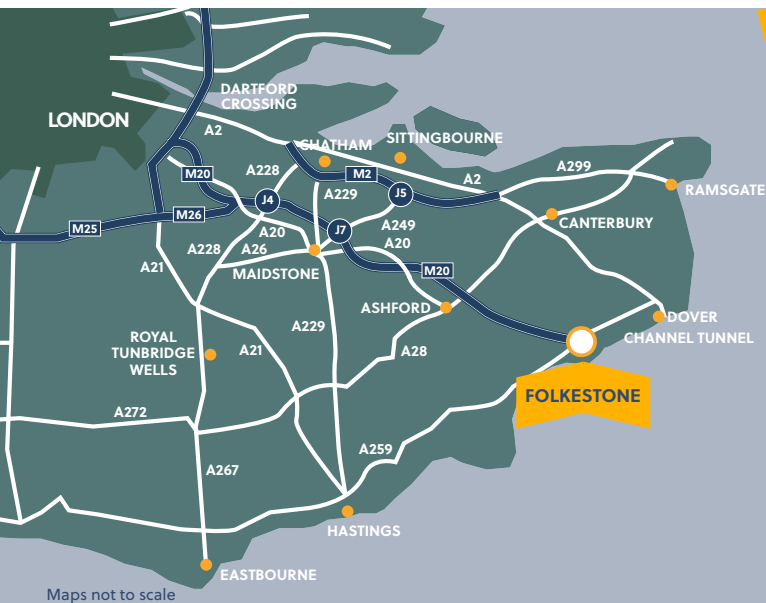 DARTFORD
CROSSING
LONDON
A2
CHATHAM
SITTINGBOURNE
A228
M20
M2
A2
A299
RAMSGATE
A229
J5
J4
M26
M25
A249
CANTERBURY
A20
J7
A20
A228
A26
A21
MAIDSTONE
M20
ASHFORD
DOVER
CHANNEL TUNNEL
A229
ROYAL
TUNBRIDGE
WELLS
A21
A28
FOLKESTONE
A272
A259
A267
HASTINGS
EASTBOURNE
Maps not to scale